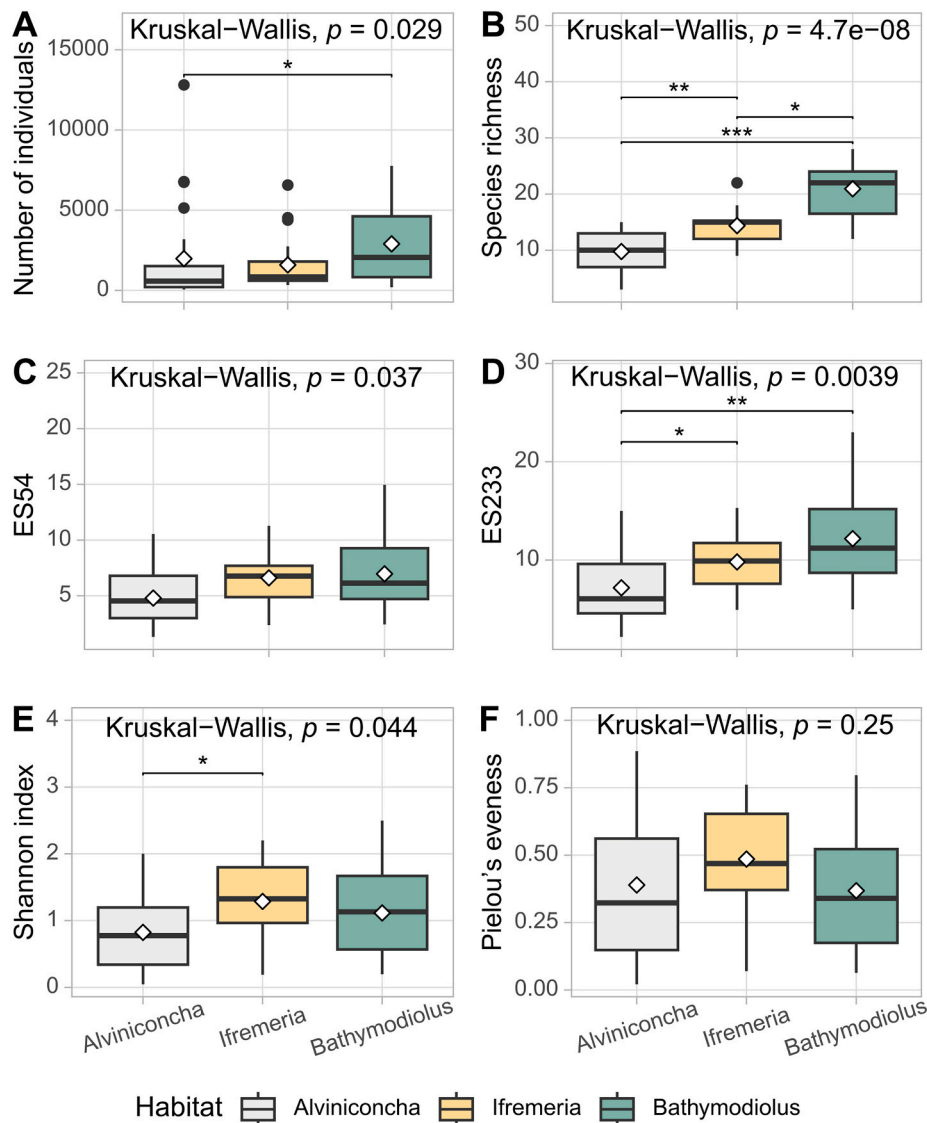 A
Kruskal−Wallis, p = 0.029
Number of individuals
15000
10000
5000
0
*
B
Kruskal−Wallis, p = 4.7e−08
Species richness
50
40
30
20
10
**
*
***
C
Kruskal−Wallis, p = 0.037
ES54
25
20
15
10
5
D
Kruskal−Wallis, p = 0.0039
ES233
30
20
10
**
*
E
Kruskal−Wallis, p = 0.044
Shannon index
4
3
2
1
0
*
Alviniconcha
Ifremeria
Bathymodiolus
F
Kruskal−Wallis, p = 0.25
Pielou's eveness
1.00
0.75
0.50
0.25
0.00
Alviniconcha
Ifremeria
Bathymodiolus
Habitat Alviniconcha Ifremeria Bathymodiolus